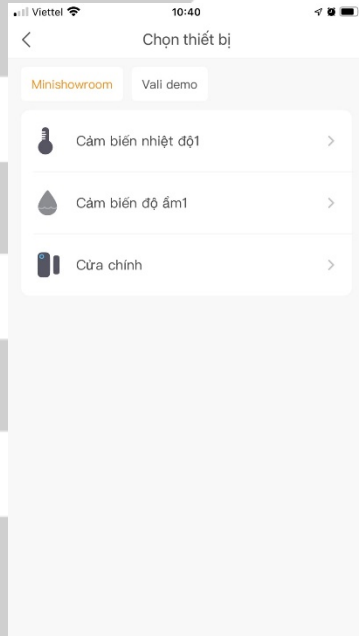 Viettel 10:40
Chọn thiết bị
Minishowroom Vali demo
Cảm biến nhiệt độ1
Cảm biến độ ẩm1
Cửa chính